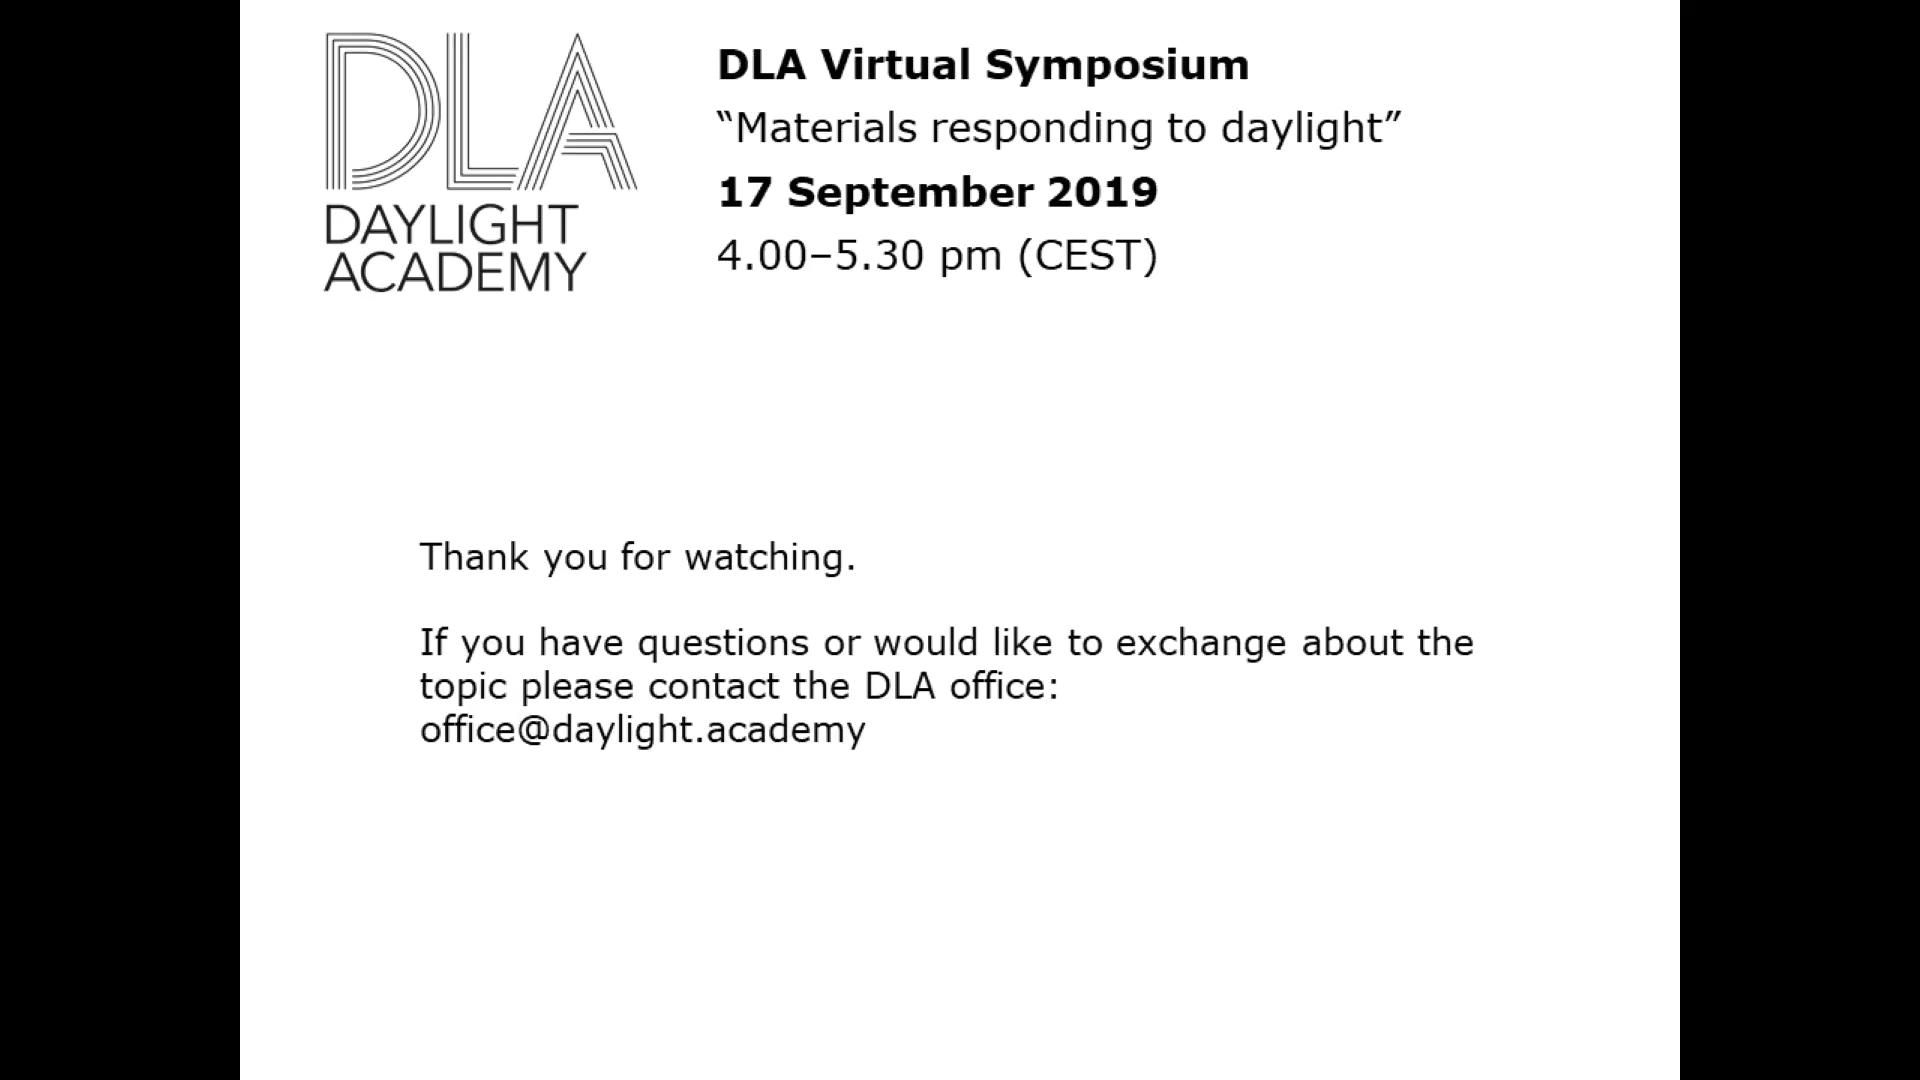 DLA
DAYLIGHT
ACADEMY
DLA Virtual Symposium
“Materials responding to daylight”
17 September 2019
4.00–5.30 pm (CEST)
Thank you for watching.
If you have questions or would like to exchange about the
topic please contact the DLA office:
office@daylight.academy